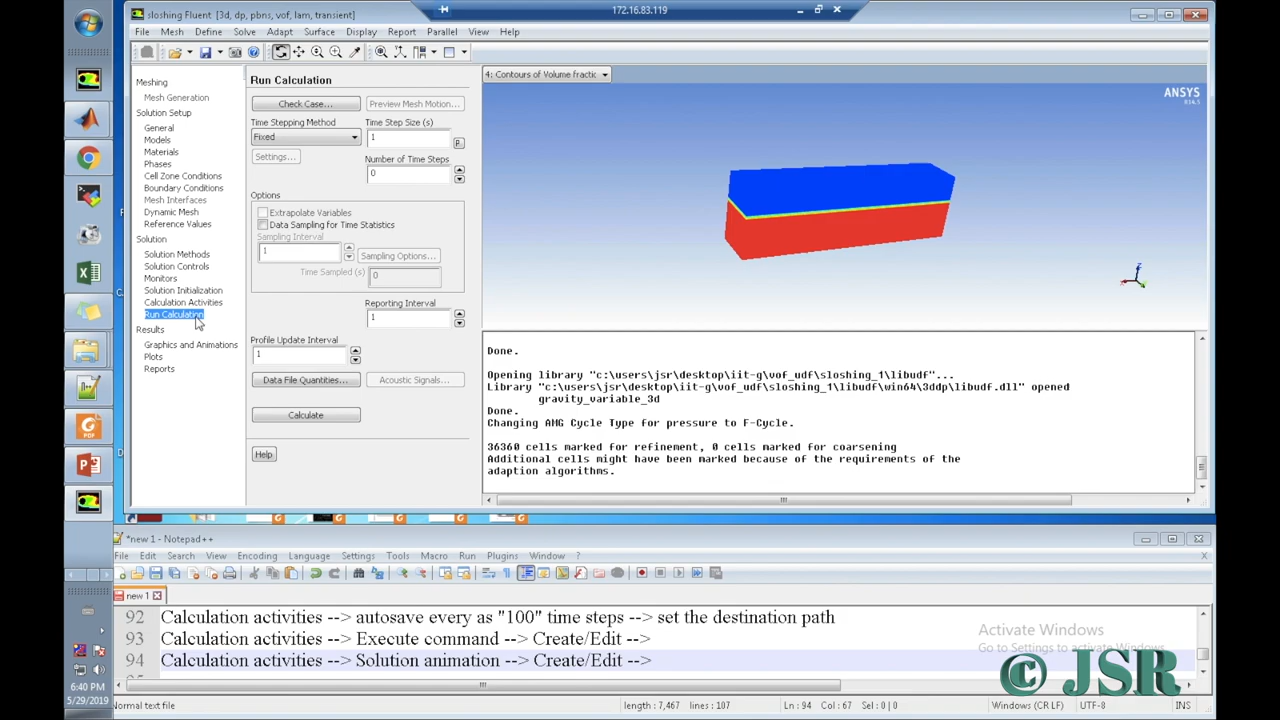 sloshing Fluent [3d, dp, pbns, vof, lam, transient]
172.16.83.119
File Mesh Define Solve Adapt Surface Display Report Parallel View Help
Meshing
Mesh Generation
Solution Setup
General
Models
Materials
Phases
Cell Zone Conditions
Boundary Conditions
Mesh Interfaces
Dynamic Mesh
Reference Values
Solution
Solution Methods
Solution Controls
Monitors
Solution Initialization
Calculation Activities
Run Calculation
Results
Graphics and Animations
Plots
Reports
Run Calculation
Check Case... Preview Mesh Motion...
Time Stepping Method Time Step Size (s)
Fixed 1
Settings... Number of Time Steps
0
Options
Extrapolate Variables
Data Sampling for Time Statistics
Sampling Interval
1 Sampling Options...
Time Sampled (s) 0
Reporting Interval
1
Profile Update Interval
1
Data File Quantities... Acoustic Signals...
Calculate
Help
4: Contours of Volume fractic
ANSYS
R14.5
Done.
Opening library "c:\users\jsr\desktop\iit-g\vof_udf\sloshing_1\libudf"...
Library "c:\users\jsr\desktop\iit-g\vof_udf\sloshing_1\libudf\win64\3ddp\libudf.dll" opened
gravity_variable_3d
Done.
Changing AMG Cycle Type for pressure to F-Cycle.
36360 cells marked for refinement, 0 cells marked for coarsening
Additional cells might have been marked because of the requirements of the
adaption algorithms.
*new 1 - Notepad++
File Edit Search View Encoding Language Settings Tools Macro Run Plugins Window ?
new 1
92 Calculation activities --> autosave every as "100" time steps --> set the destination path
93 Calculation activities --> Execute command --> Create/Edit -->
94 Calculation activities --> Solution animation --> Create/Edit -->
Activate Windows
Go to Settings to activate Windows.
© JSR
Normal text file length : 7,467 lines : 107 Ln : 94 Col : 67 Sel : 0 | 0 Windows (CR LF) UTF-8 INS
6:40 PM
5/29/2019